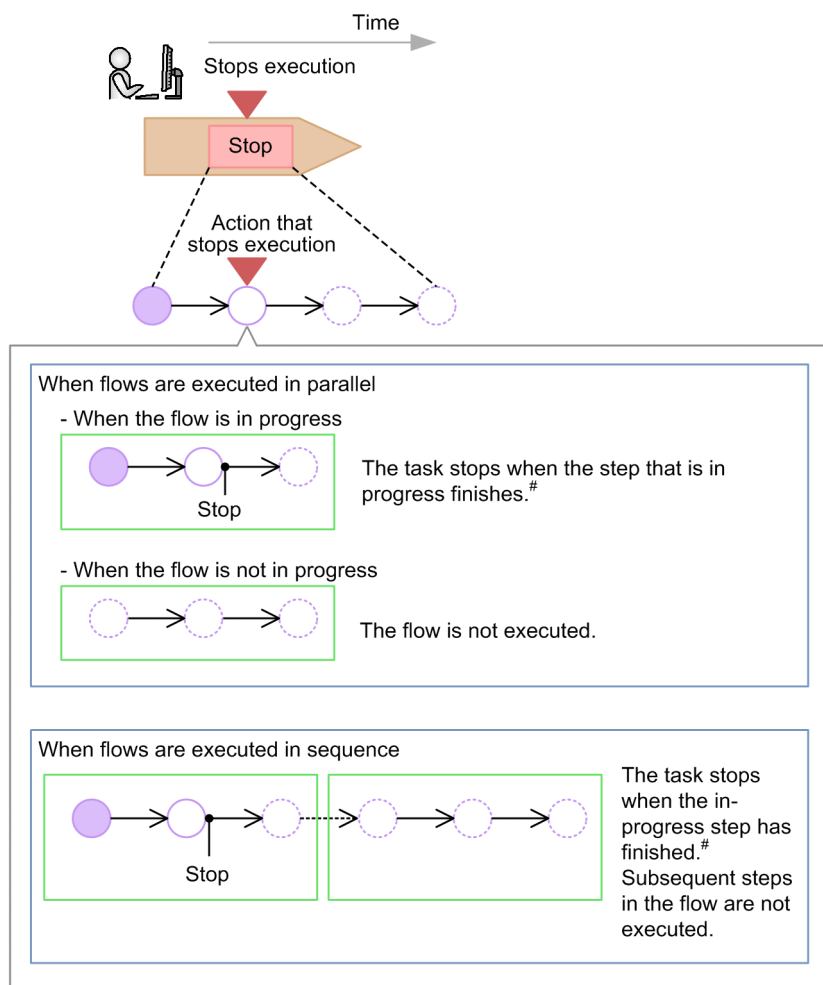 Time
Stops execution
Stop
Action that
stops execution
When flows are executed in parallel
- When the flow is in progress
Stop
The task stops when the step that is in
progress finishes.#
- When the flow is not in progress
The flow is not executed.
When flows are executed in sequence
Stop
The task stops
when the in-
progress step has
finished.#
Subsequent steps
in the flow are not
executed.